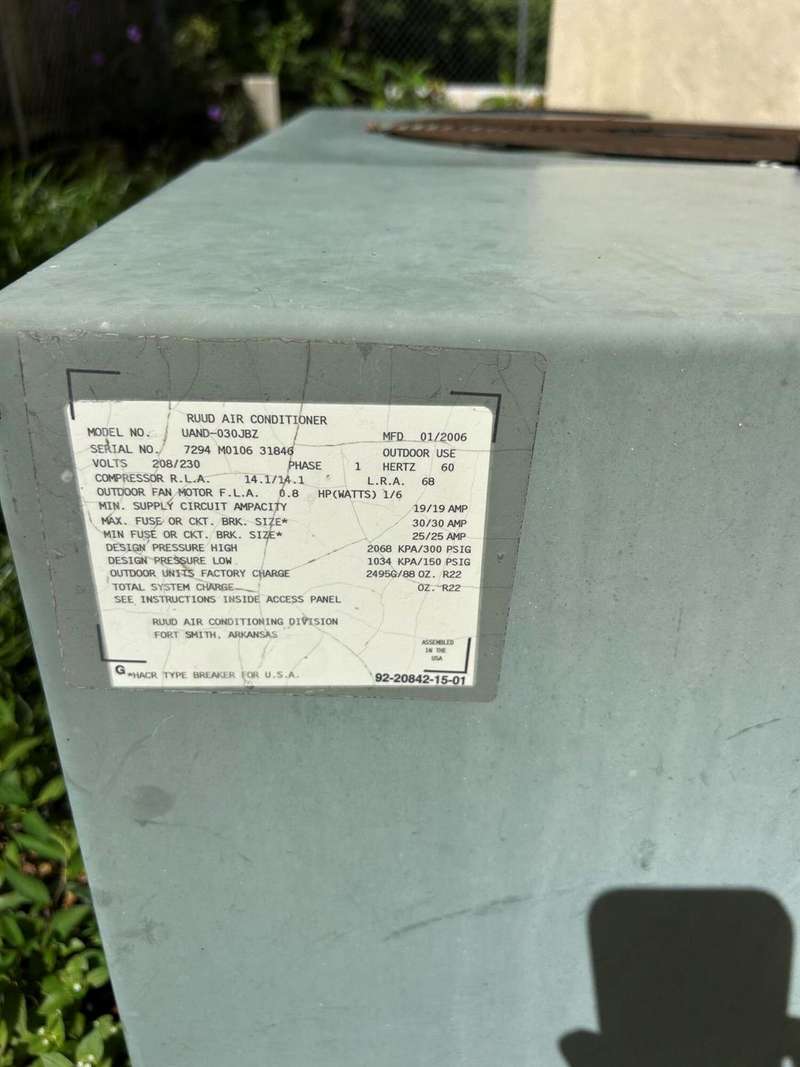 RUUD AIR CONDITIONER
MODEL NO. UAND-030JBZ MFD 01/2006
SERIAL NO. 7294 M0106 31846 OUTDOOR USE
VOLTS 208/230 PHASE 1 HERTZ 60
COMPRESSOR R.L.A. 14.1/14.1 L.R.A. 68
OUTDOOR FAN MOTOR F.L.A. 0.8 HP(WATTS) 1/6
MIN. SUPPLY CIRCUIT AMPACITY 19/19 AMP
MAX. FUSE OR CKT. BRK. SIZE* 30/30 AMP
MIN FUSE OR CKT. BRK. SIZE* 25/25 AMP
DESIGN PRESSURE HIGH 2068 KPA/300 PSIG
DESIGN PRESSURE LOW 1034 KPA/150 PSIG
OUTDOOR UNITS FACTORY CHARGE 2495G/88 OZ. R22
TOTAL SYSTEM CHARGE OZ. R22
SEE INSTRUCTIONS INSIDE ACCESS PANEL
RUUD AIR CONDITIONING DIVISION
FORT SMITH, ARKANSAS
ASSEMBLED
IN THE
USA
G *HACR TYPE BREAKER FOR U.S.A. 92-20842-15-01